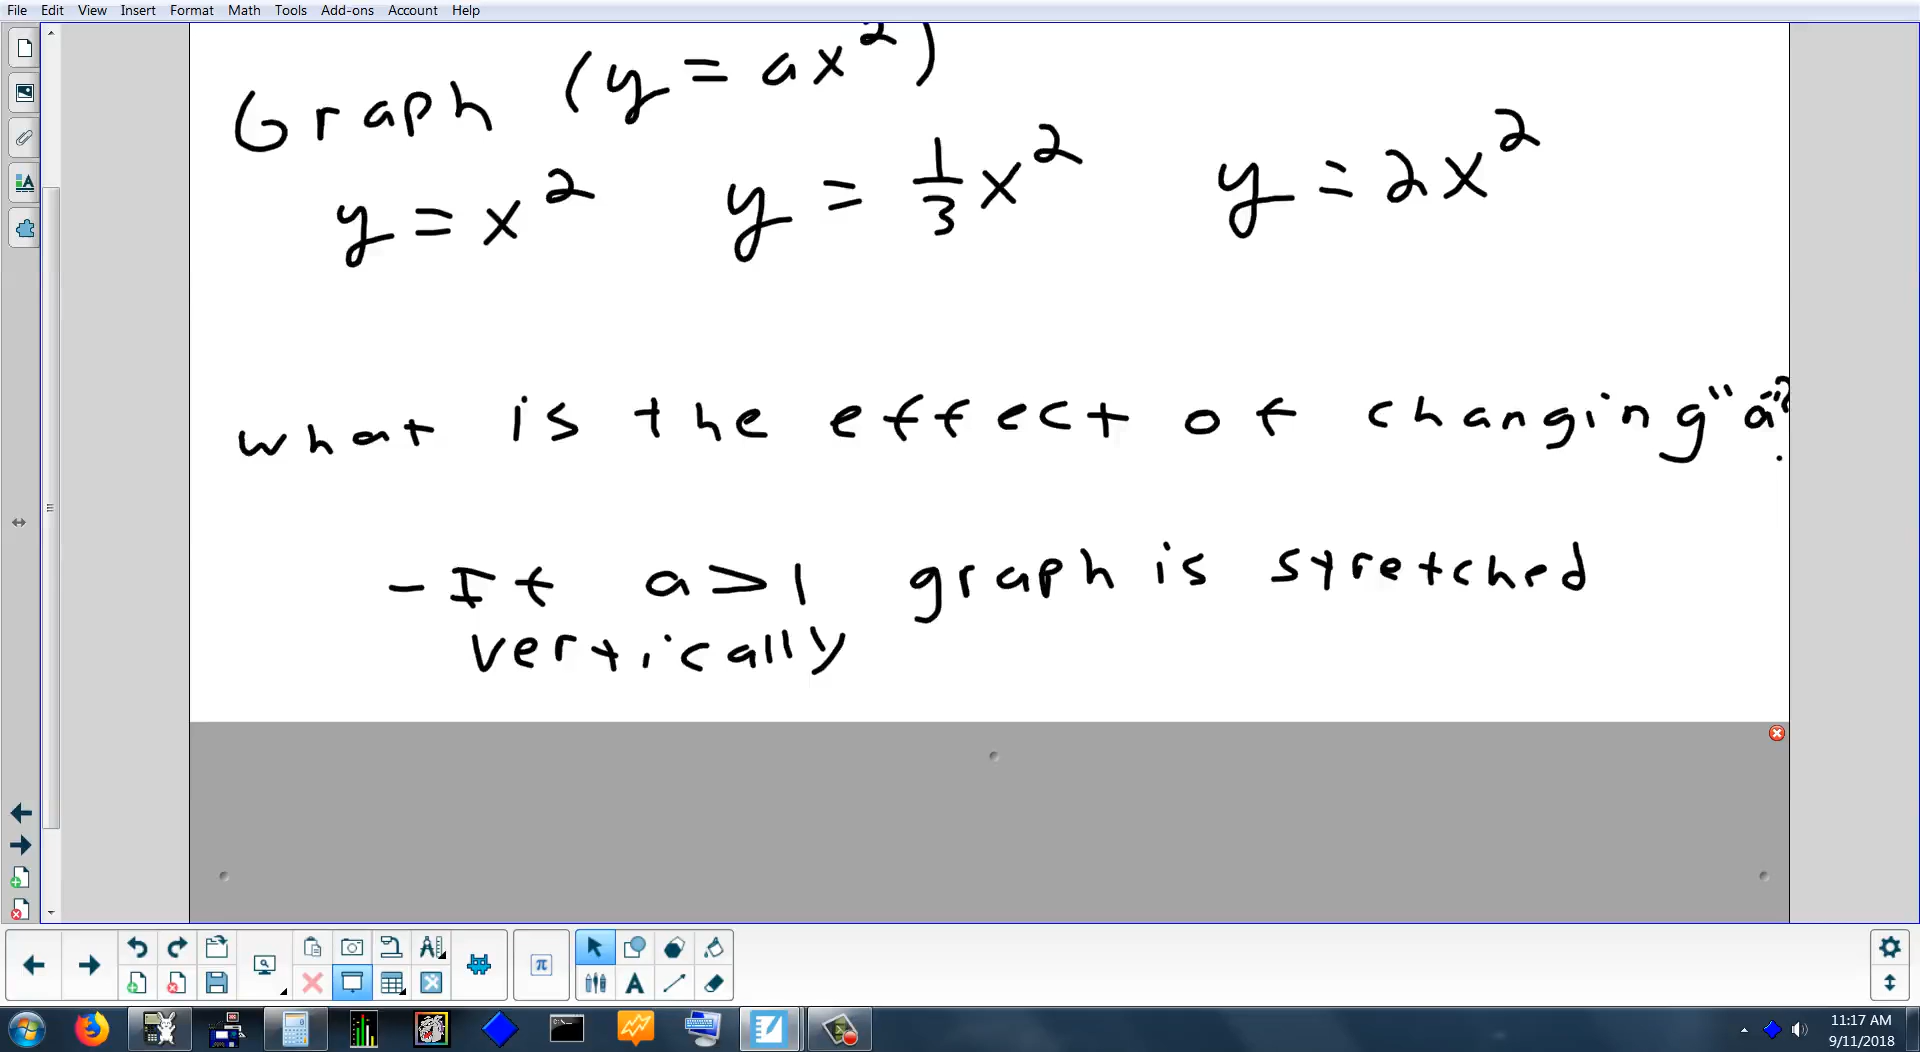 File Edit View Insert Format Math Tools Add-ons Account Help
Graph (y = ax²)
y = x² y = 1/3 x² y = 2x²
what is the effect of changing "a"?
- If a > 1 graph is stretched
vertically
11:17 AM
9/11/2018